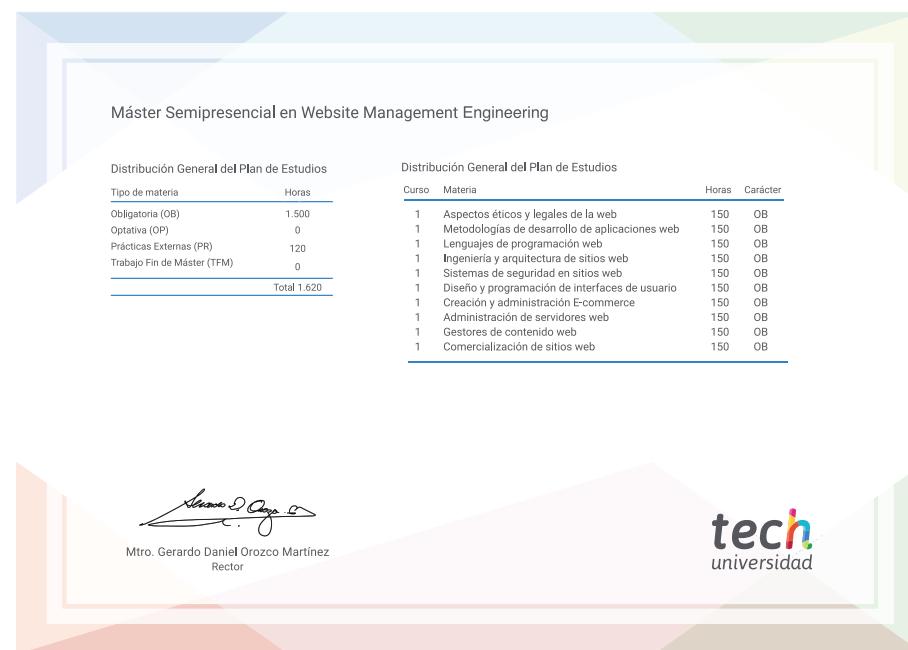 Máster Semipresencial en Website Management Engineering
Distribución General del Plan de Estudios
Tipo de materia Horas
Obligatoria (OB) 1.500
Optativa (OP) 0
Prácticas Externas (PR) 120
Trabajo Fin de Máster (TFM) 0
Total 1.620
Distribución General del Plan de Estudios
Curso Materia Horas Carácter
1 Aspectos éticos y legales de la web 150 OB
1 Metodologías de desarrollo de aplicaciones web 150 OB
1 Lenguajes de programación web 150 OB
1 Ingeniería y arquitectura de sitios web 150 OB
1 Sistemas de seguridad en sitios web 150 OB
1 Diseño y programación de interfaces de usuario 150 OB
1 Creación y administración E-commerce 150 OB
1 Administración de servidores web 150 OB
1 Gestores de contenido web 150 OB
1 Comercialización de sitios web 150 OB
Mtro. Gerardo Daniel Orozco Martínez
Rector
tech
universidad